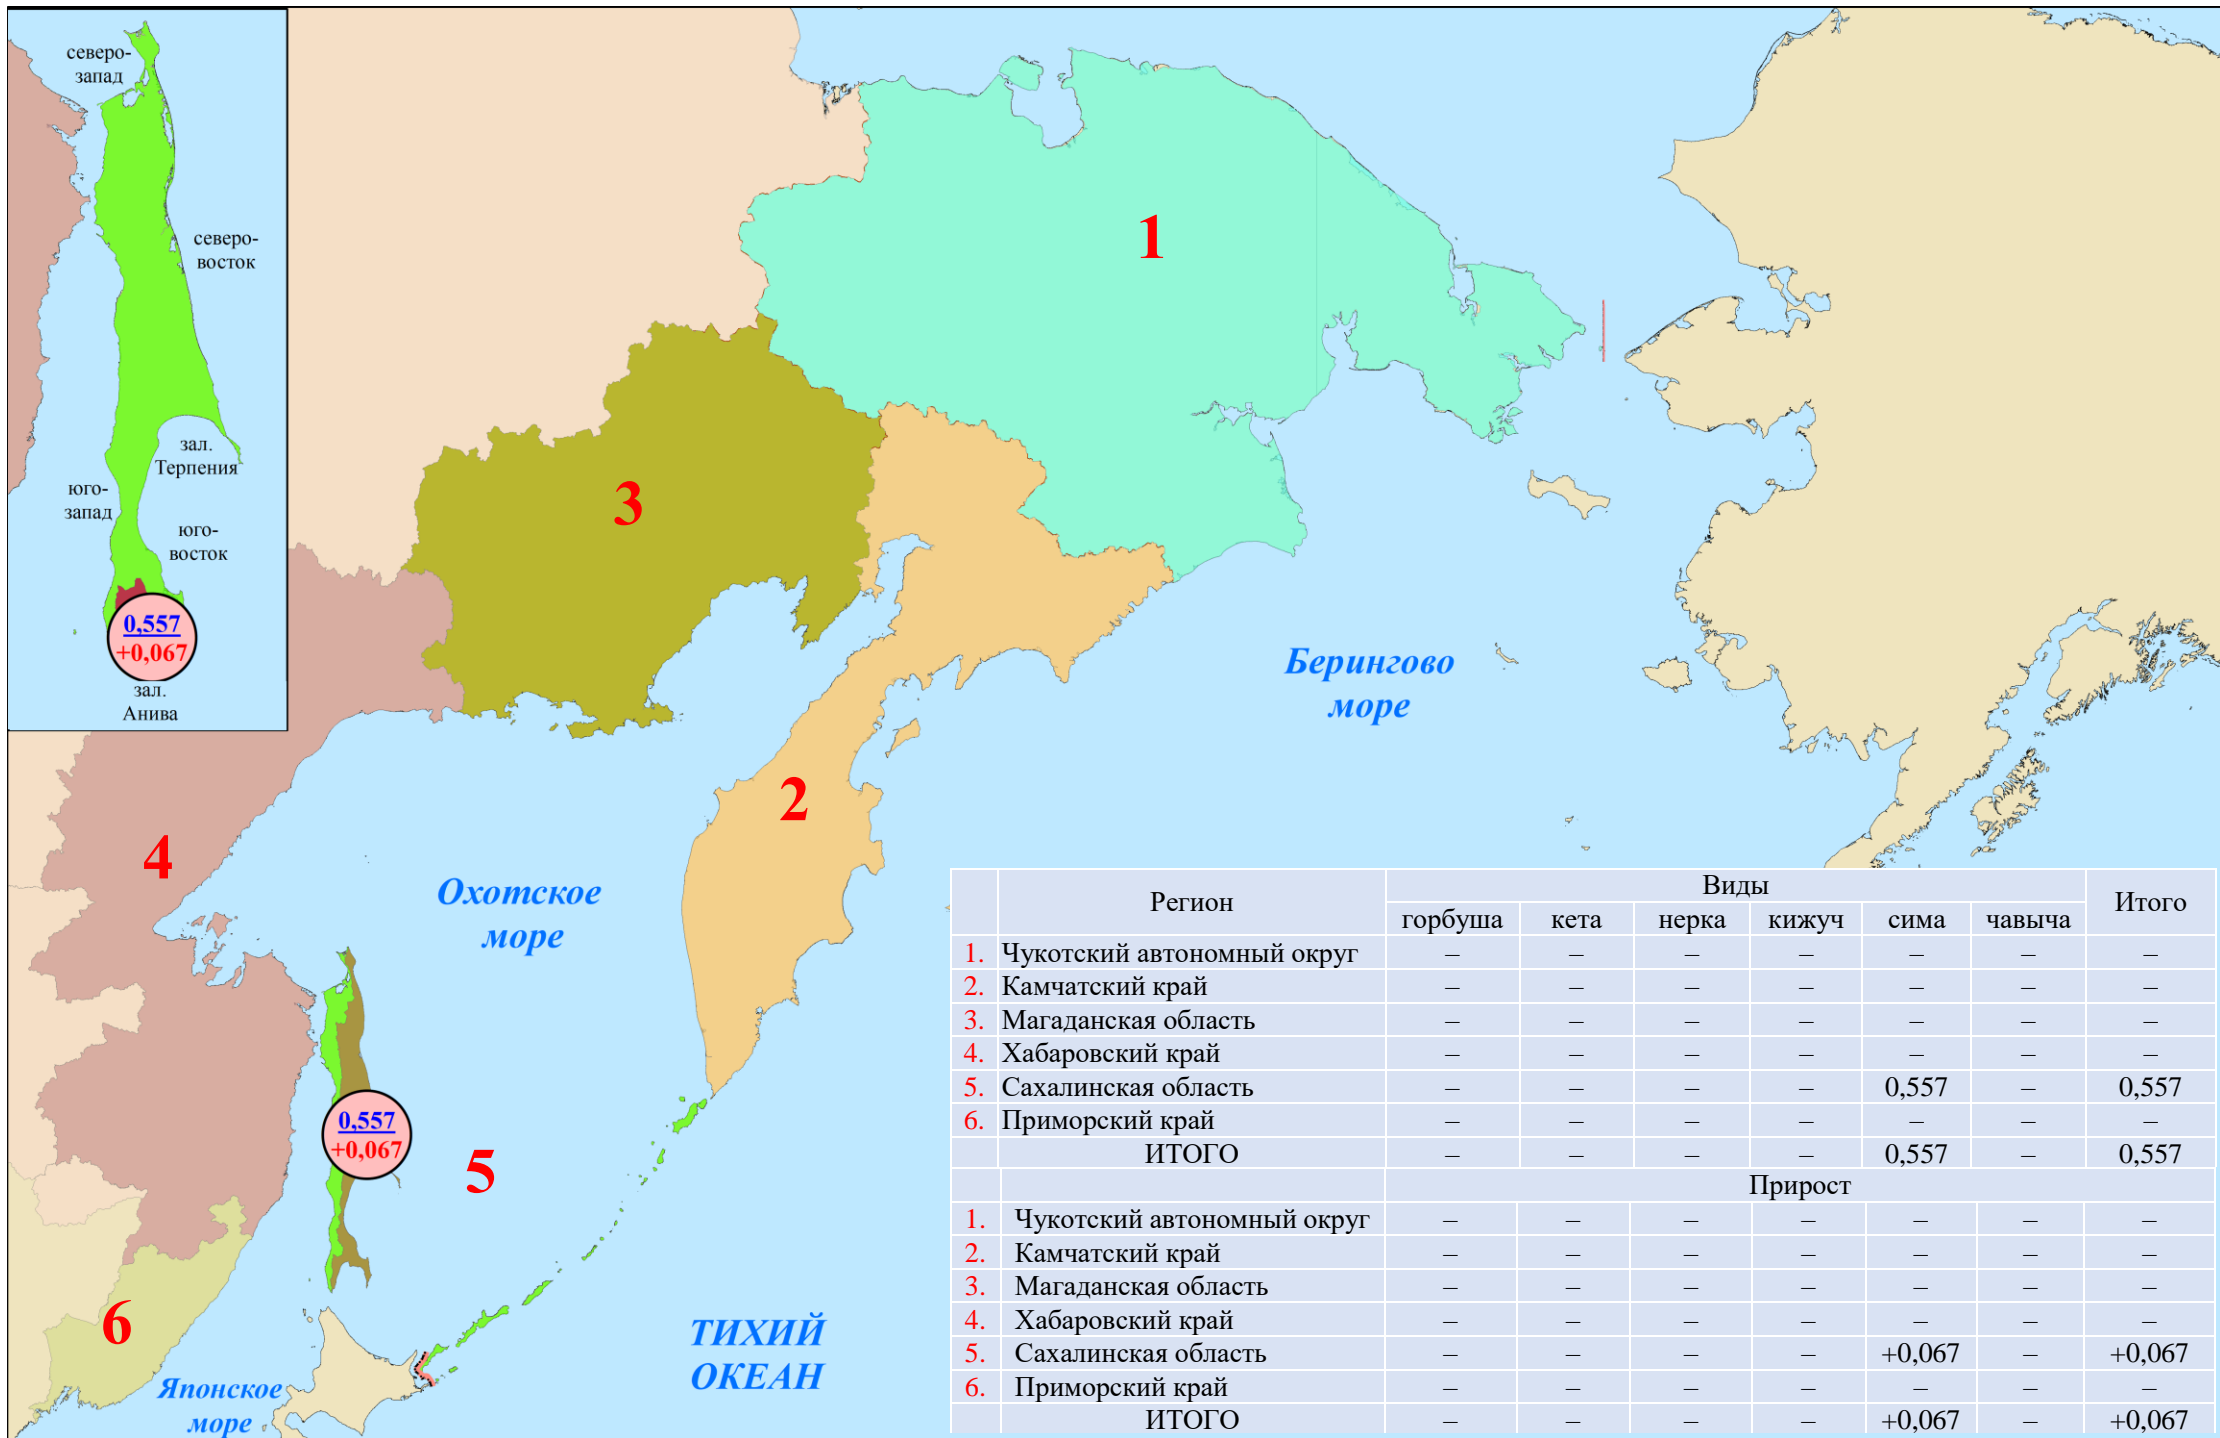 северо-
запад
северо-
восток
зал.
Терпения
юго-
запад
юго-
восток
0,557
+0,067
зал.
Анива
1
2
3
4
5
6
Берингово
море
Охотское
море
0,557
+0,067
ТИХИЙ
ОКЕАН
Японское
море
Регион Виды Итого
горбуша кета нерка кижуч сима чавыча
1. Чукотский автономный округ – – – – – – –
2. Камчатский край – – – – – – –
3. Магаданская область – – – – – – –
4. Хабаровский край – – – – – – –
5. Сахалинская область – – – – 0,557 – 0,557
6. Приморский край – – – – – – –
ИТОГО – – – – 0,557 – 0,557
Прирост
1. Чукотский автономный округ – – – – – – –
2. Камчатский край – – – – – – –
3. Магаданская область – – – – – – –
4. Хабаровский край – – – – – – –
5. Сахалинская область – – – – +0,067 – +0,067
6. Приморский край – – – – – – –
ИТОГО – – – – +0,067 – +0,067